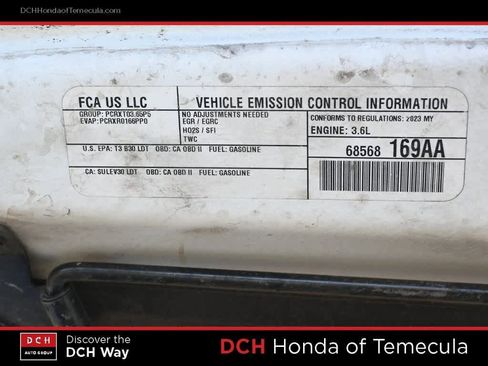 DCHHondaofTemecula.com
FCA US LLC
VEHICLE EMISSION CONTROL INFORMATION
GROUP: PCRXT03.65P5
EVAP: PCRXR0166PP0
NO ADJUSTMENTS NEEDED
EGR / EGRC
HO2S / SFI
TWC
CONFORMS TO REGULATIONS: 2023 MY
ENGINE: 3.6L
U.S. EPA: T3 B30 LDT OBD: CA OBD II FUEL: GASOLINE
68568 169AA
CA: SULEV30 LDT OBD: CA OBD II FUEL: GASOLINE
DCH
AUTO GROUP
Discover the
DCH Way
DCH Honda of Temecula